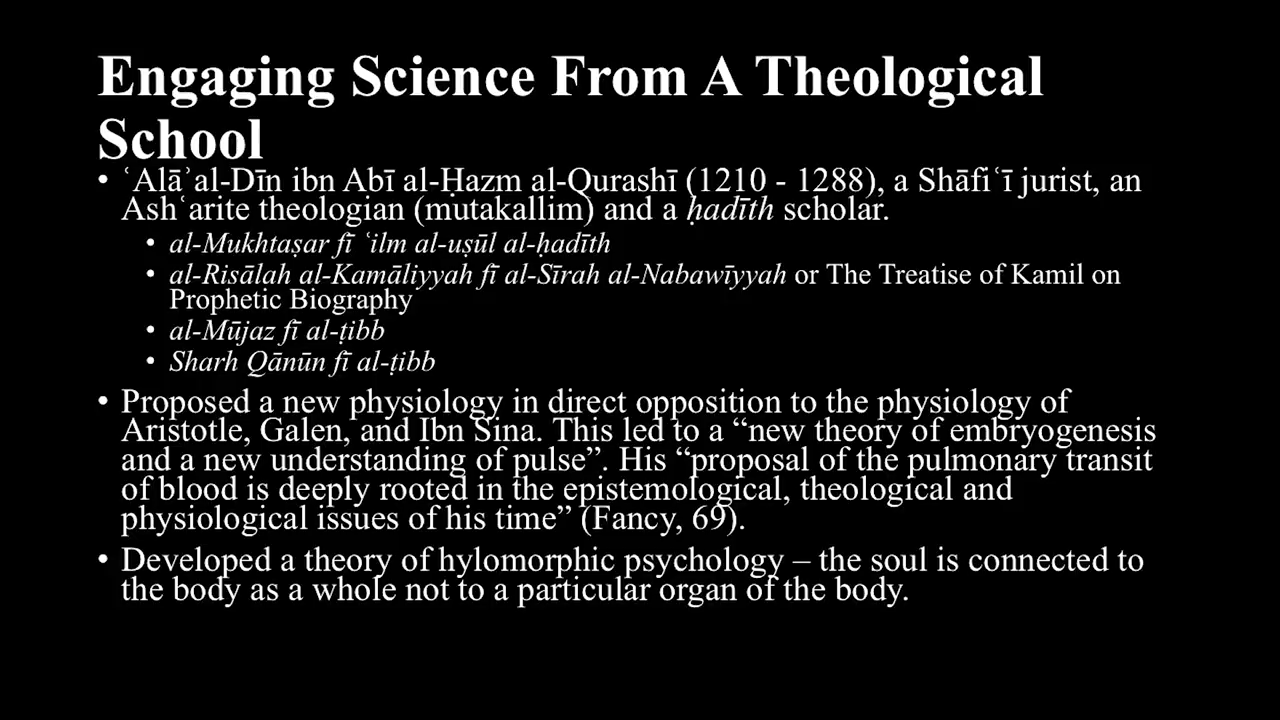 Engaging Science From A Theological
School
• ʿAlāʾal-Dīn ibn Abī al-Ḥazm al-Qurashī (1210 - 1288), a Shāfiʿī jurist, an
Ashʿarite theologian (mutakallim) and a ḥadīth scholar.
• al-Mukhtaṣar fī ʿilm al-uṣūl al-ḥadīth
• al-Risālah al-Kamāliyyah fī al-Sīrah al-Nabawīyyah or The Treatise of Kamil on
Prophetic Biography
• al-Mūjaz fī al-ṭibb
• Sharh Qānūn fī al-ṭibb
• Proposed a new physiology in direct opposition to the physiology of
Aristotle, Galen, and Ibn Sina. This led to a “new theory of embryogenesis
and a new understanding of pulse”. His “proposal of the pulmonary transit
of blood is deeply rooted in the epistemological, theological and
physiological issues of his time” (Fancy, 69).
• Developed a theory of hylomorphic psychology – the soul is connected to
the body as a whole not to a particular organ of the body.